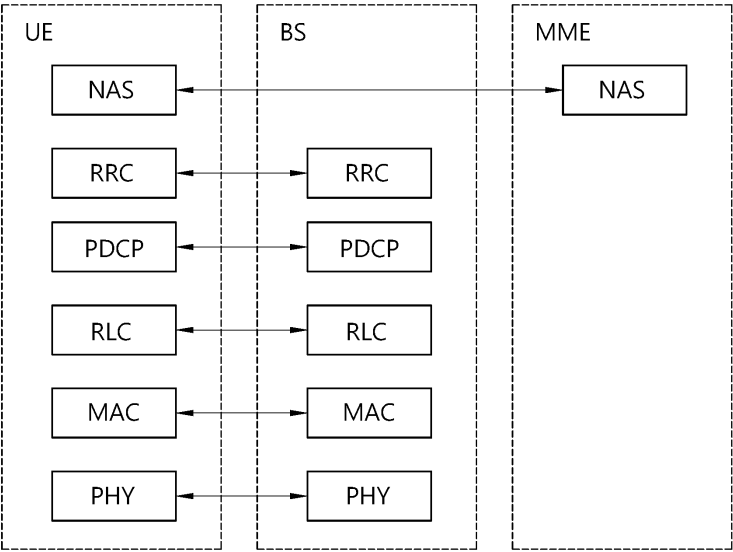 UE BS MME
NAS NAS
RRC RRC
PDCP PDCP
RLC RLC
MAC MAC
PHY PHY